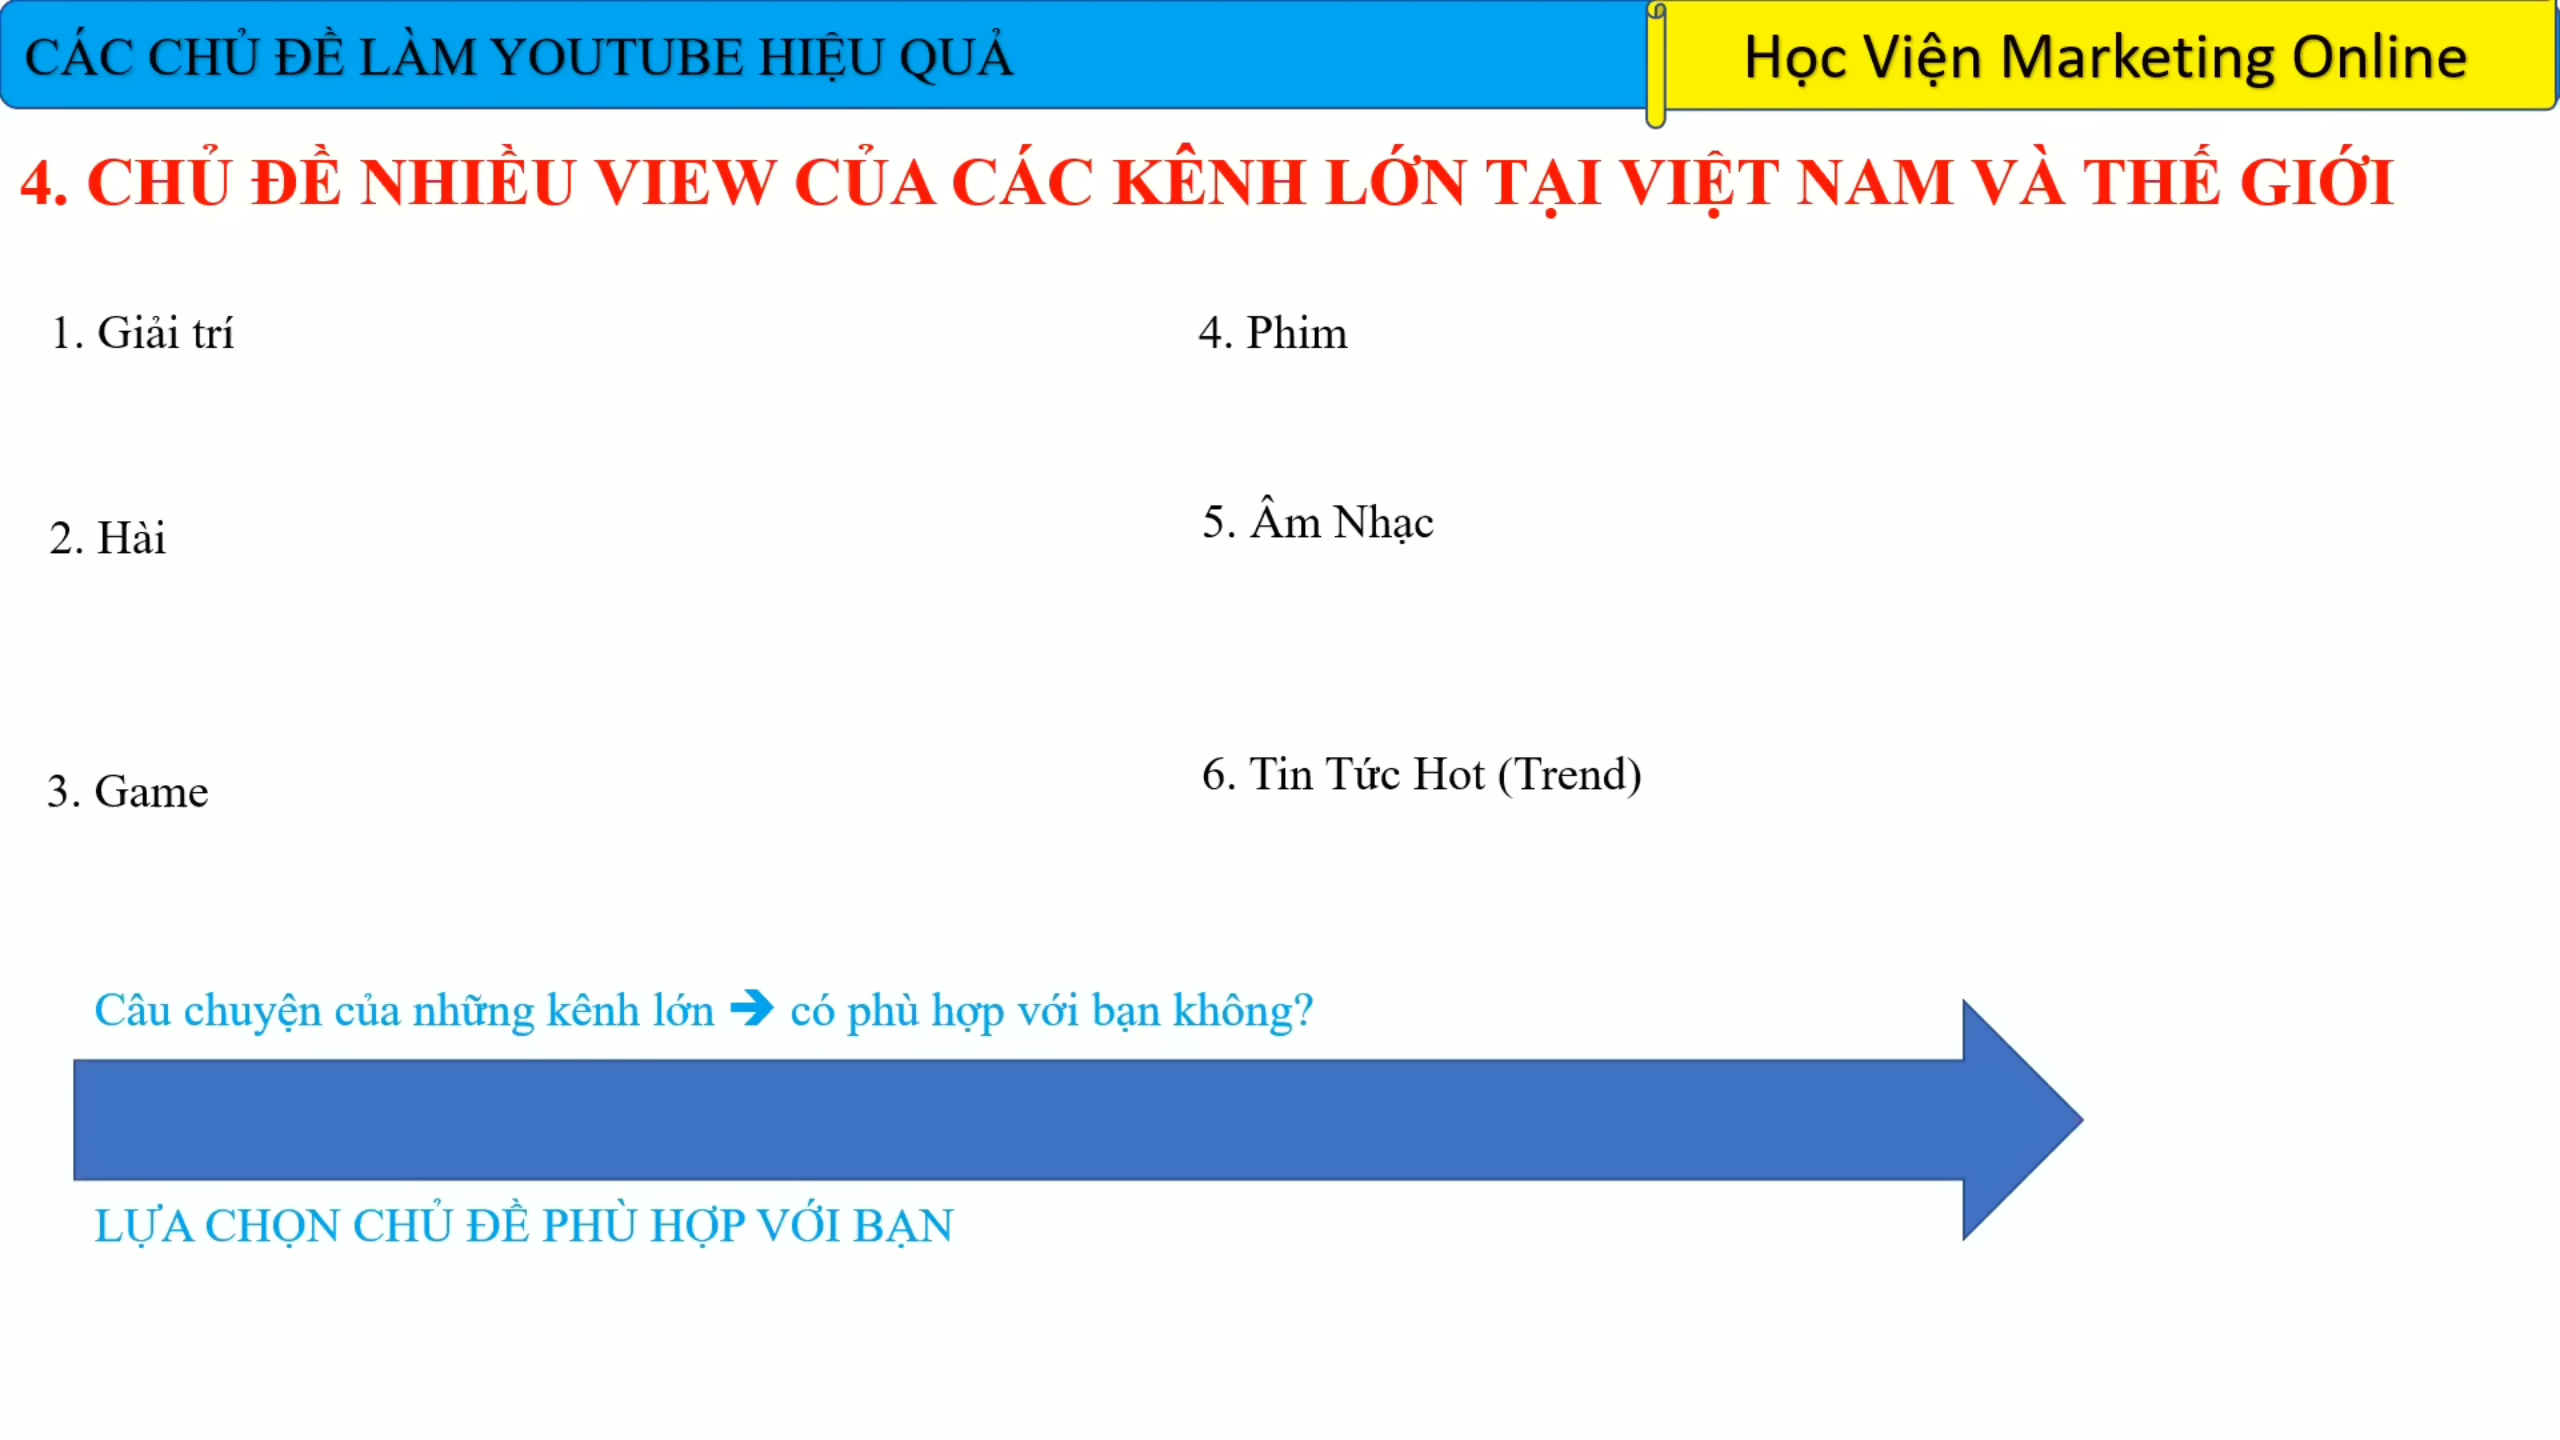 CÁC CHỦ ĐỀ LÀM YOUTUBE HIỆU QUẢ
Học Viện Marketing Online
4. CHỦ ĐỀ NHIỀU VIEW CỦA CÁC KÊNH LỚN TẠI VIỆT NAM VÀ THẾ GIỚI
1. Giải trí
2. Hài
3. Game
4. Phim
5. Âm Nhạc
6. Tin Tức Hot (Trend)
Câu chuyện của những kênh lớn ➔ có phù hợp với bạn không?
LỰA CHỌN CHỦ ĐỀ PHÙ HỢP VỚI BẠN